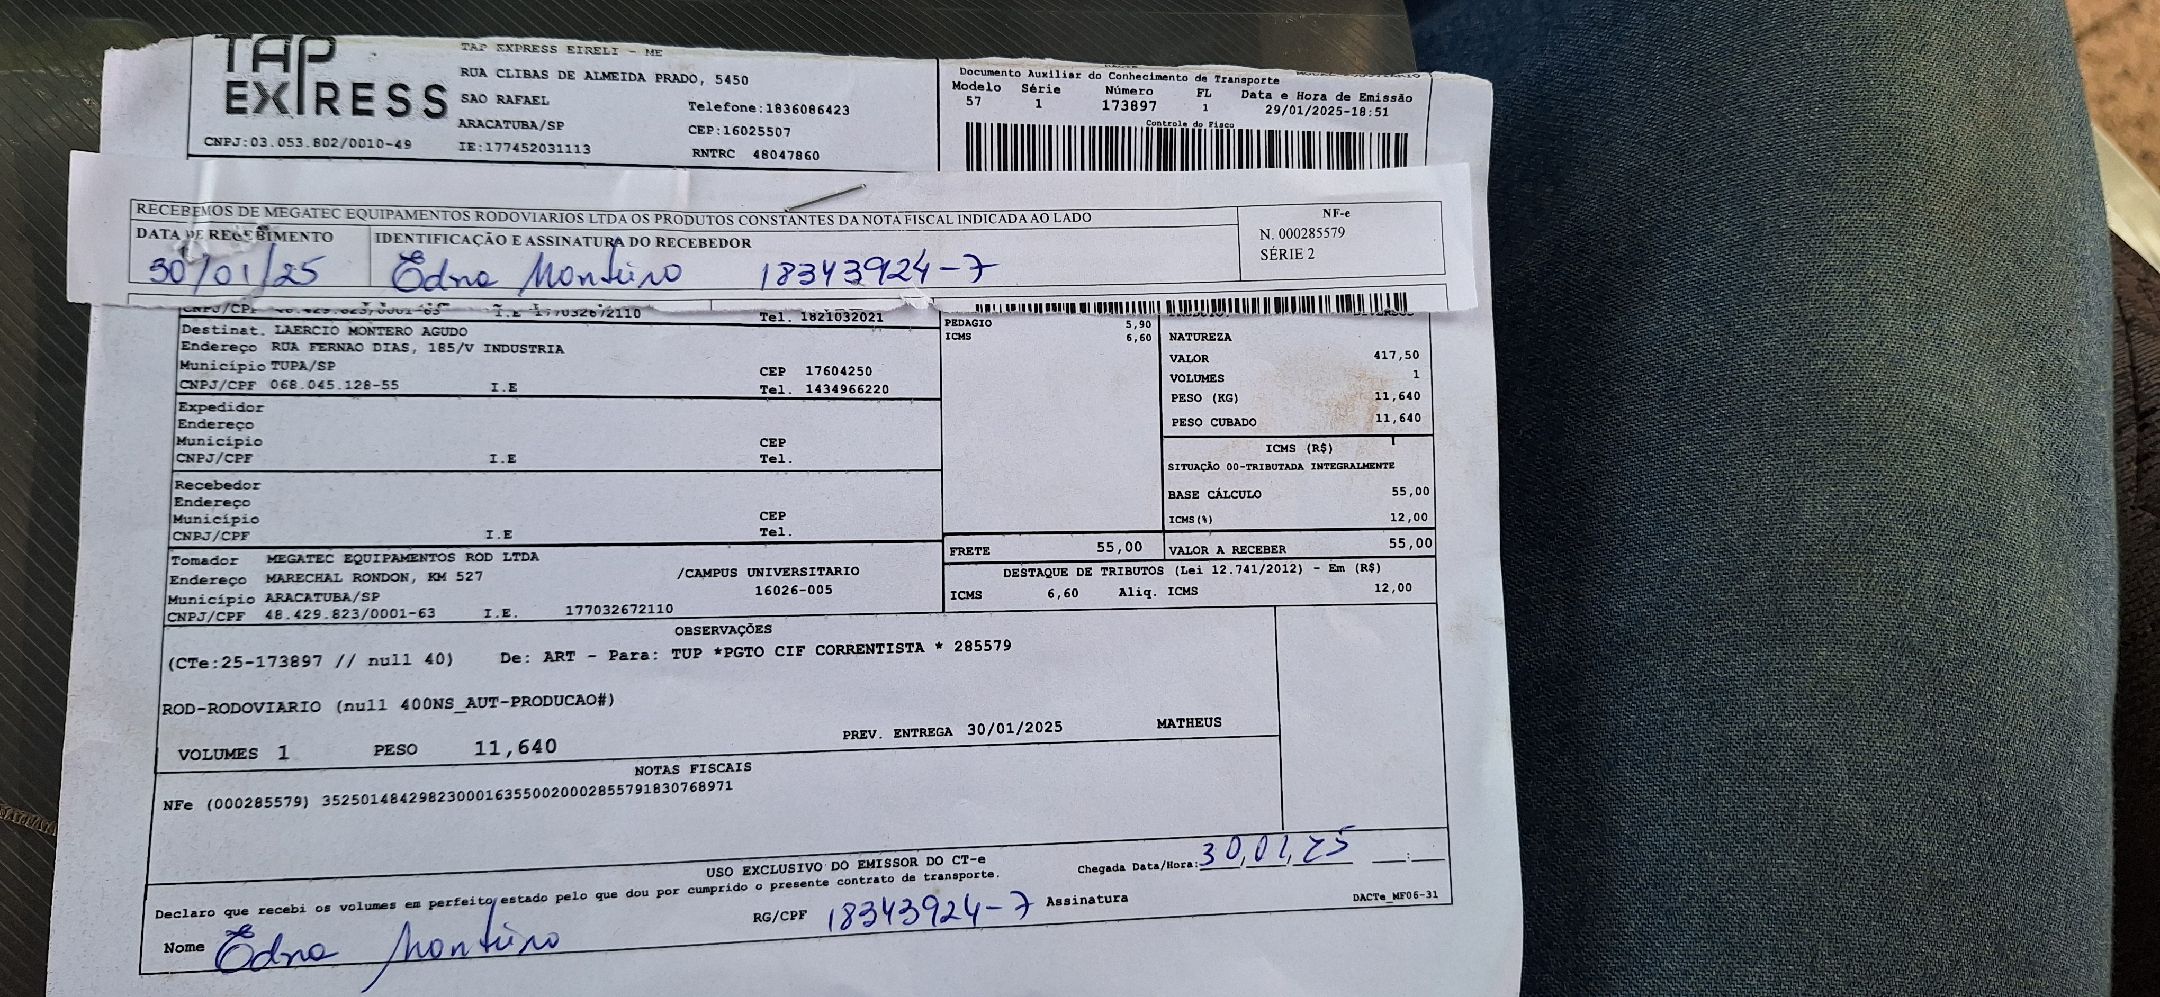 TAP EXPRESS
TAP EXPRESS EIRELI - ME
RUA CLIBAS DE ALMEIDA PRADO, 5450
SAO RAFAEL
Telefone:1836086423
ARACATUBA/SP
CEP:16025507
CNPJ:03.053.802/0010-49
IE:177452031113
RNTRC 48047860
Documento Auxiliar do Conhecimento de Transporte
Modelo Série Número FL Data e Hora de Emissão
57 1 173897 1 29/01/2025-18:51
Controle do Fisco
RECEBEMOS DE MEGATEC EQUIPAMENTOS RODOVIARIOS LTDA OS PRODUTOS CONSTANTES DA NOTA FISCAL INDICADA AO LADO
DATA DE RECEBIMENTO
IDENTIFICAÇÃO E ASSINATURA DO RECEBEDOR
30/01/25 Edna Monteiro 18343924-7
NF-e
N. 000285579
SÉRIE 2
CNPJ/CPF 48.429.823/0001-63 I.E 177032672110 Tel. 1821032021
Destinat. LAERCIO MONTERO AGUDO
Endereço RUA FERNAO DIAS, 185/V INDUSTRIA
Município TUPA/SP CEP 17604250
CNPJ/CPF 068.045.128-55 I.E Tel. 1434966220
Expedidor
Endereço
Município CEP
CNPJ/CPF I.E Tel.
Recebedor
Endereço
Município CEP
CNPJ/CPF I.E Tel.
Tomador MEGATEC EQUIPAMENTOS ROD LTDA
Endereço MARECHAL RONDON, KM 527 /CAMPUS UNIVERSITARIO
Município ARACATUBA/SP 16026-005
CNPJ/CPF 48.429.823/0001-63 I.E. 177032672110
PEDAGIO 5,90
ICMS 6,60
NATUREZA
VALOR 417,50
VOLUMES 1
PESO (KG) 11,640
PESO CUBADO 11,640
ICMS (R$)
SITUAÇÃO 00-TRIBUTADA INTEGRALMENTE
BASE CÁLCULO 55,00
ICMS(%) 12,00
FRETE 55,00 VALOR A RECEBER 55,00
DESTAQUE DE TRIBUTOS (Lei 12.741/2012) - Em (R$)
ICMS 6,60 Aliq. ICMS 12,00
OBSERVAÇÕES
(CTe:25-173897 // null 40) De: ART - Para: TUP *PGTO CIF CORRENTISTA * 285579
ROD-RODOVIARIO (null 400NS_AUT-PRODUCAO#)
VOLUMES 1 PESO 11,640 PREV. ENTREGA 30/01/2025 MATHEUS
NOTAS FISCAIS
NFe (000285579) 35250148429823000163550020002855791830768971
USO EXCLUSIVO DO EMISSOR DO CT-e
Chegada Data/Hora: 30,01,25 __:__
Declaro que recebi os volumes em perfeito estado pelo que dou por cumprido o presente contrato de transporte.
Nome Edna Monteiro RG/CPF 18343924-7 Assinatura
DACTe_MF06-31